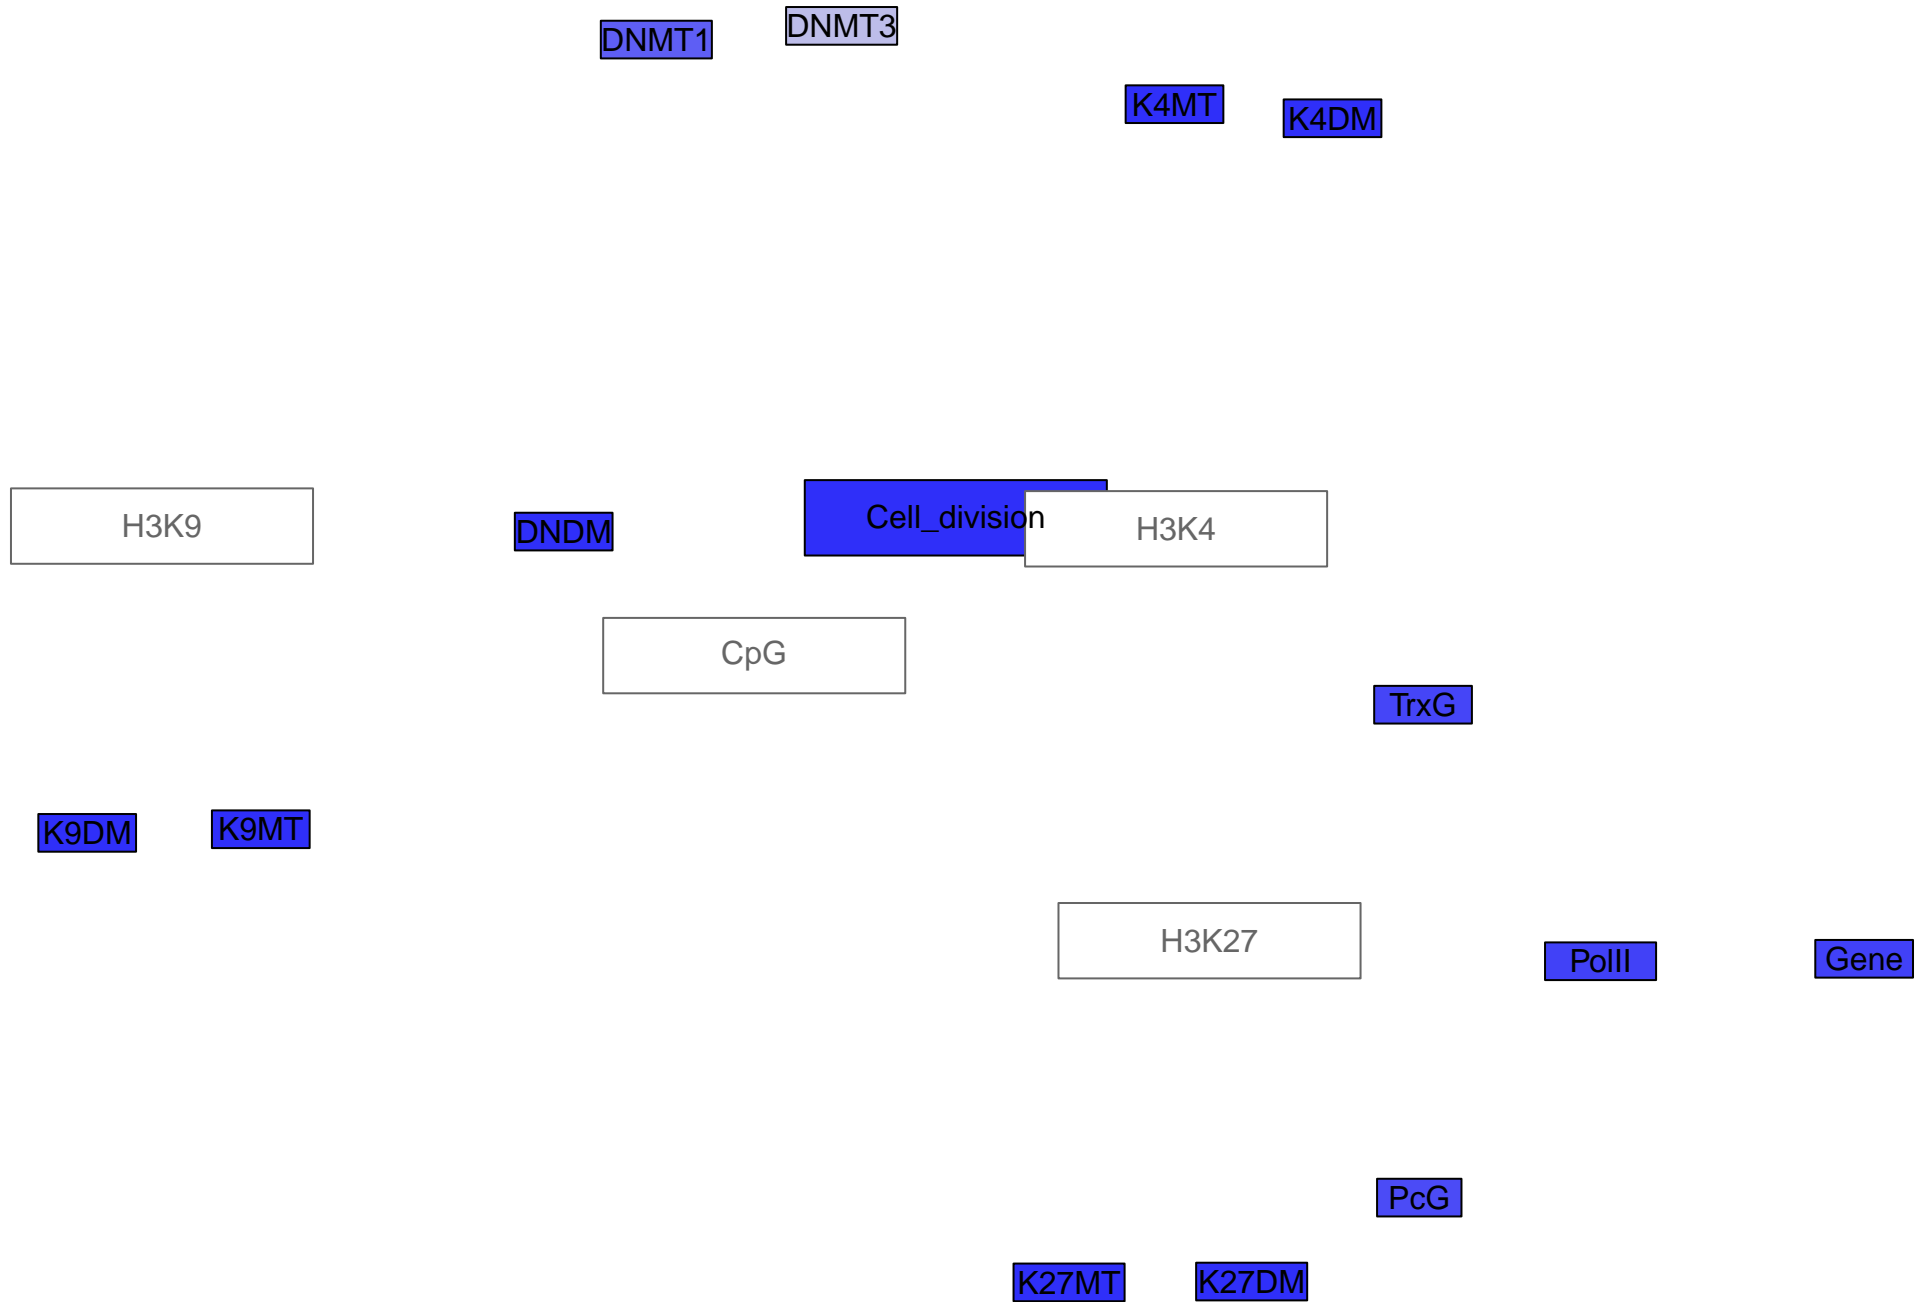 DNMT1
DNMT3
K4MT
K4DM
H3K9
DNDM
Cell_division
H3K4
CpG
TrxG
K9DM
K9MT
H3K27
PolII
Gene
PcG
K27MT
K27DM